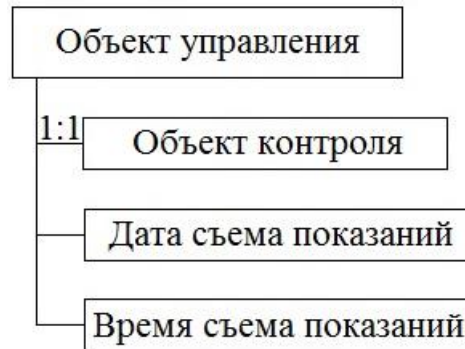 Объект управления
1:1
Объект контроля
Дата съема показаний
Время съема показаний